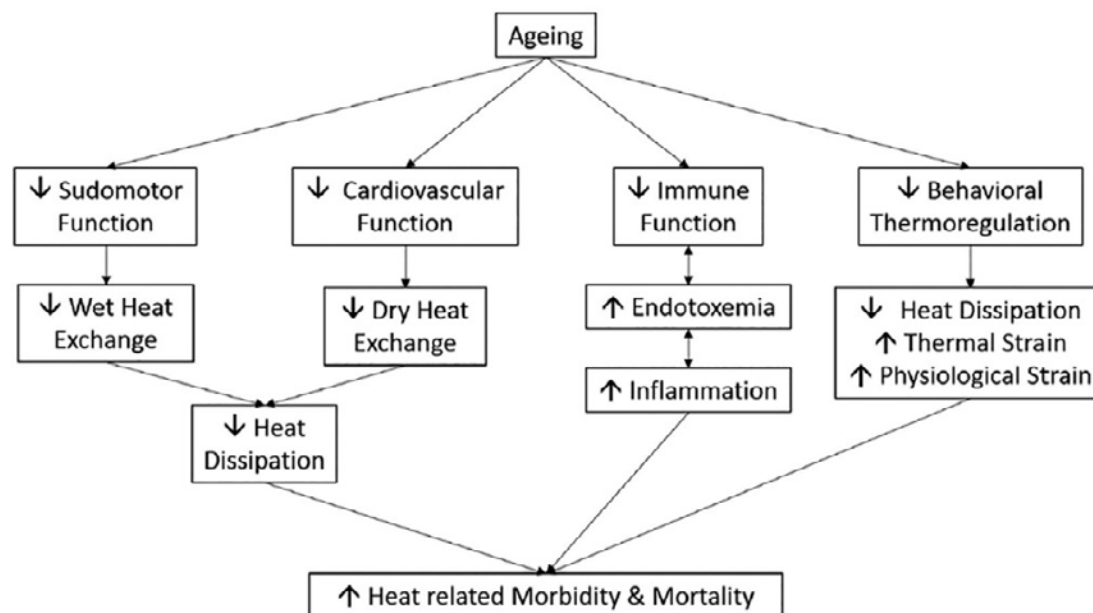 Ageing
↓ Sudomotor
Function
↓ Cardiovascular
Function
↓ Immune
Function
↓ Behavioral
Thermoregulation
↓ Wet Heat
Exchange
↓ Dry Heat
Exchange
↑ Endotoxemia
↓ Heat Dissipation
↑ Thermal Strain
↑ Physiological Strain
↑ Inflammation
↓ Heat
Dissipation
↑ Heat related Morbidity & Mortality